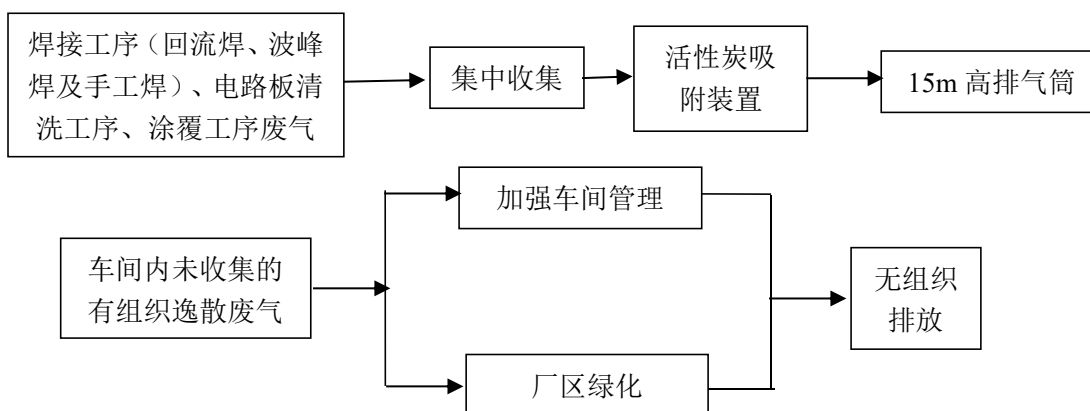 焊接工序（回流焊、波峰
焊及手工焊）、电路板清
洗工序、涂覆工序废气
集中收集
活性炭吸
附装置
15m 高排气筒
加强车间管理
车间内未收集的
有组织逸散废气
无组织
排放
厂区绿化